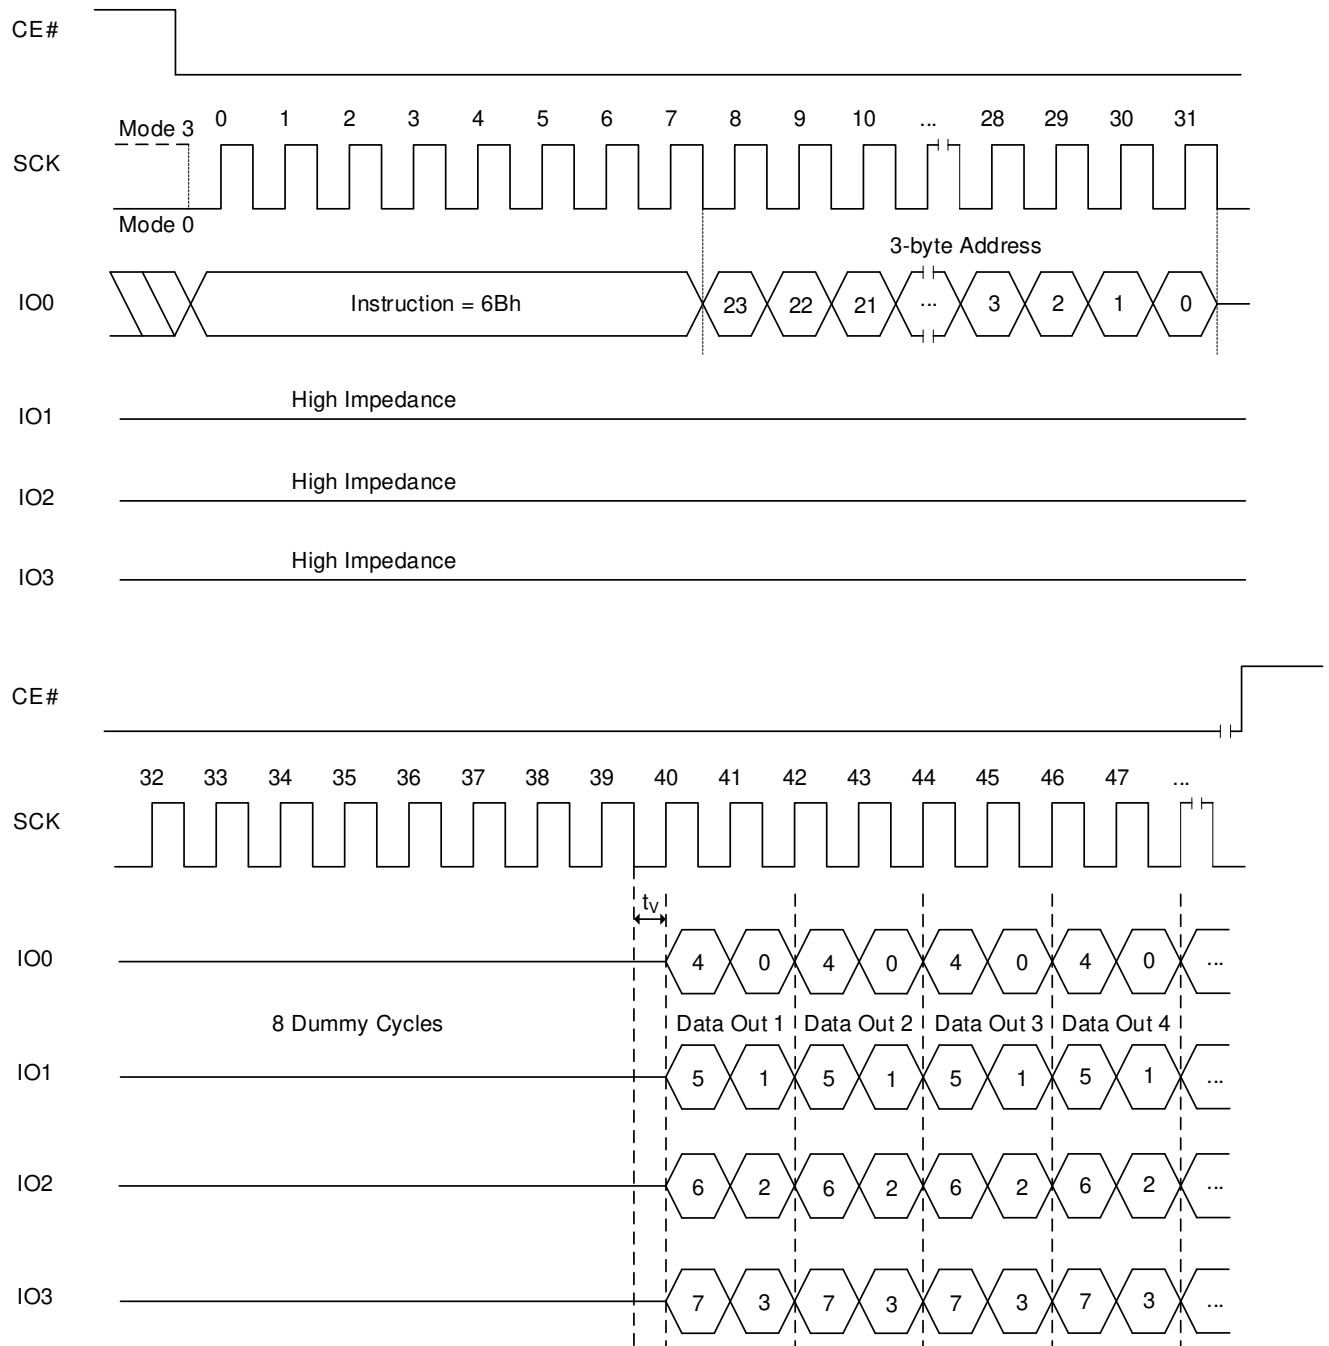 CE#
Mode 3 0 1 2 3 4 5 6 7 8 9 10 ... 28 29 30 31
SCK
Mode 0
3-byte Address
IO0 Instruction = 6Bh 23 22 21 ... 3 2 1 0
High Impedance
IO1
High Impedance
IO2
High Impedance
IO3
CE#
32 33 34 35 36 37 38 39 40 41 42 43 44 45 46 47 ...
SCK
tV
IO0 4 0 4 0 4 0 4 0 ...
8 Dummy Cycles Data Out 1 Data Out 2 Data Out 3 Data Out 4
IO1 5 1 5 1 5 1 5 1 ...
IO2 6 2 6 2 6 2 6 2 ...
IO3 7 3 7 3 7 3 7 3 ...